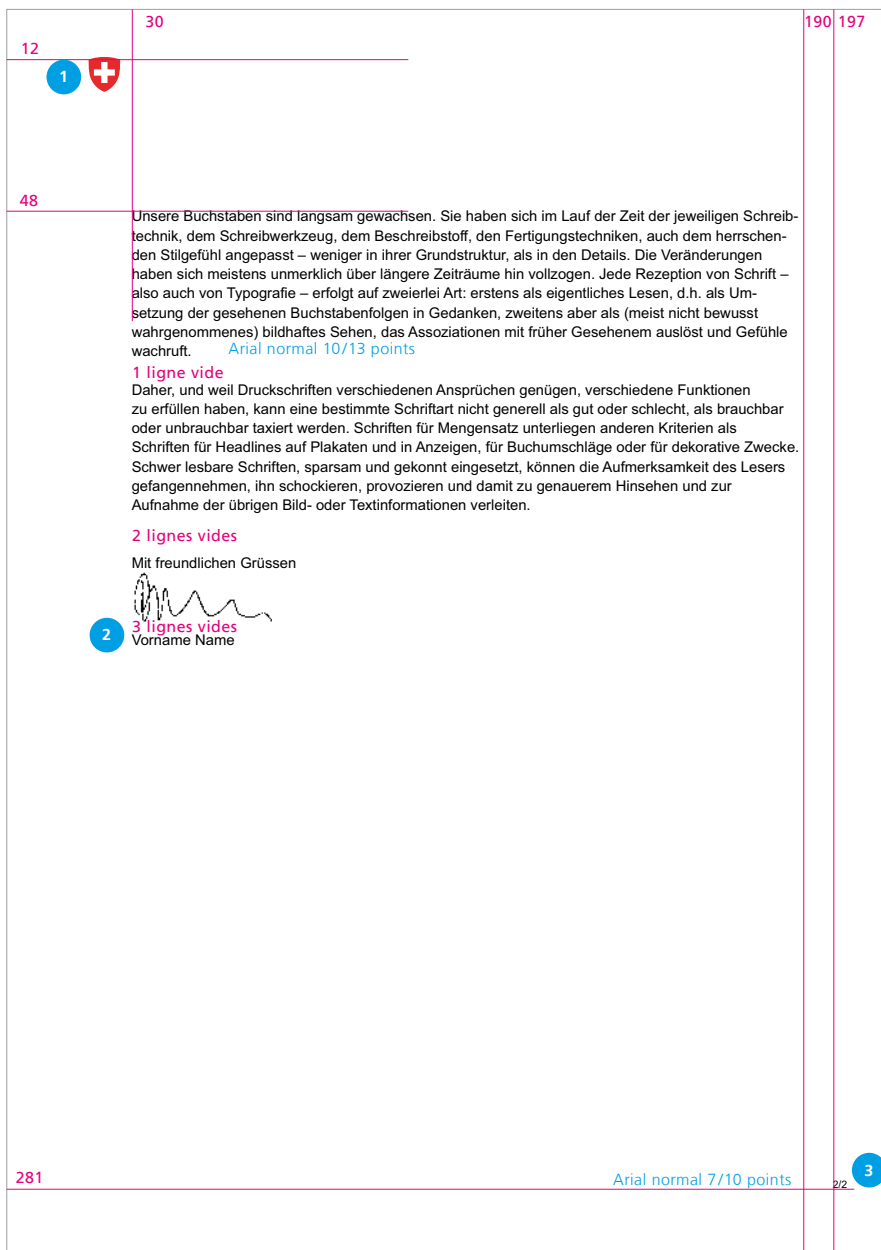 30
190
197
12
1
48
Unsere Buchstaben sind langsam gewachsen. Sie haben sich im Lauf der Zeit der jeweiligen Schreib-
technik, dem Schreibwerkzeug, dem Beschreibstoff, den Fertigungstechniken, auch dem herrschen-
den Stilgefühl angepasst – weniger in ihrer Grundstruktur, als in den Details. Die Veränderungen
haben sich meistens unmerklich über längere Zeiträume hin vollzogen. Jede Rezeption von Schrift –
also auch von Typografie – erfolgt auf zweierlei Art: erstens als eigentliches Lesen, d.h. als Um-
setzung der gesehenen Buchstabenfolgen in Gedanken, zweitens aber als (meist nicht bewusst
wahrgenommenes) bildhaftes Sehen, das Assoziationen mit früher Gesehenem auslöst und Gefühle
wachruft.
Arial normal 10/13 points
1 ligne vide
Daher, und weil Druckschriften verschiedenen Ansprüchen genügen, verschiedene Funktionen
zu erfüllen haben, kann eine bestimmte Schriftart nicht generell als gut oder schlecht, als brauchbar
oder unbrauchbar taxiert werden. Schriften für Mengensatz unterliegen anderen Kriterien als
Schriften für Headlines auf Plakaten und in Anzeigen, für Buchumschläge oder für dekorative Zwecke.
Schwer lesbare Schriften, sparsam und gekonnt eingesetzt, können die Aufmerksamkeit des Lesers
gefangennehmen, ihn schockieren, provozieren und damit zu genauerem Hinsehen und zur
Aufnahme der übrigen Bild- oder Textinformationen verleiten.
2 lignes vides
Mit freundlichen Grüssen
3 lignes vides
2
Vorname Name
281
Arial normal 7/10 points
2/2
3